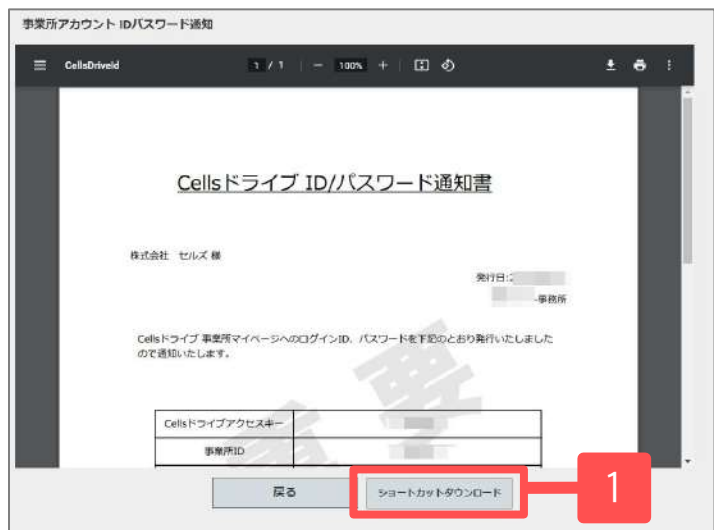 事業所アカウント IDパスワード通知
CellsDriveId
1 / 1
100%
Cellsドライブ ID/パスワード通知書
株式会社 セルズ 様
発行日:2
-事務所
Cellsドライブ 事業所マイページへのログインID、パスワードを下記のとおり発行いたしました
ので通知いたします。
重要
Cellsドライブアクセスキー
事業所ID
戻る
ショートカットダウンロード
1